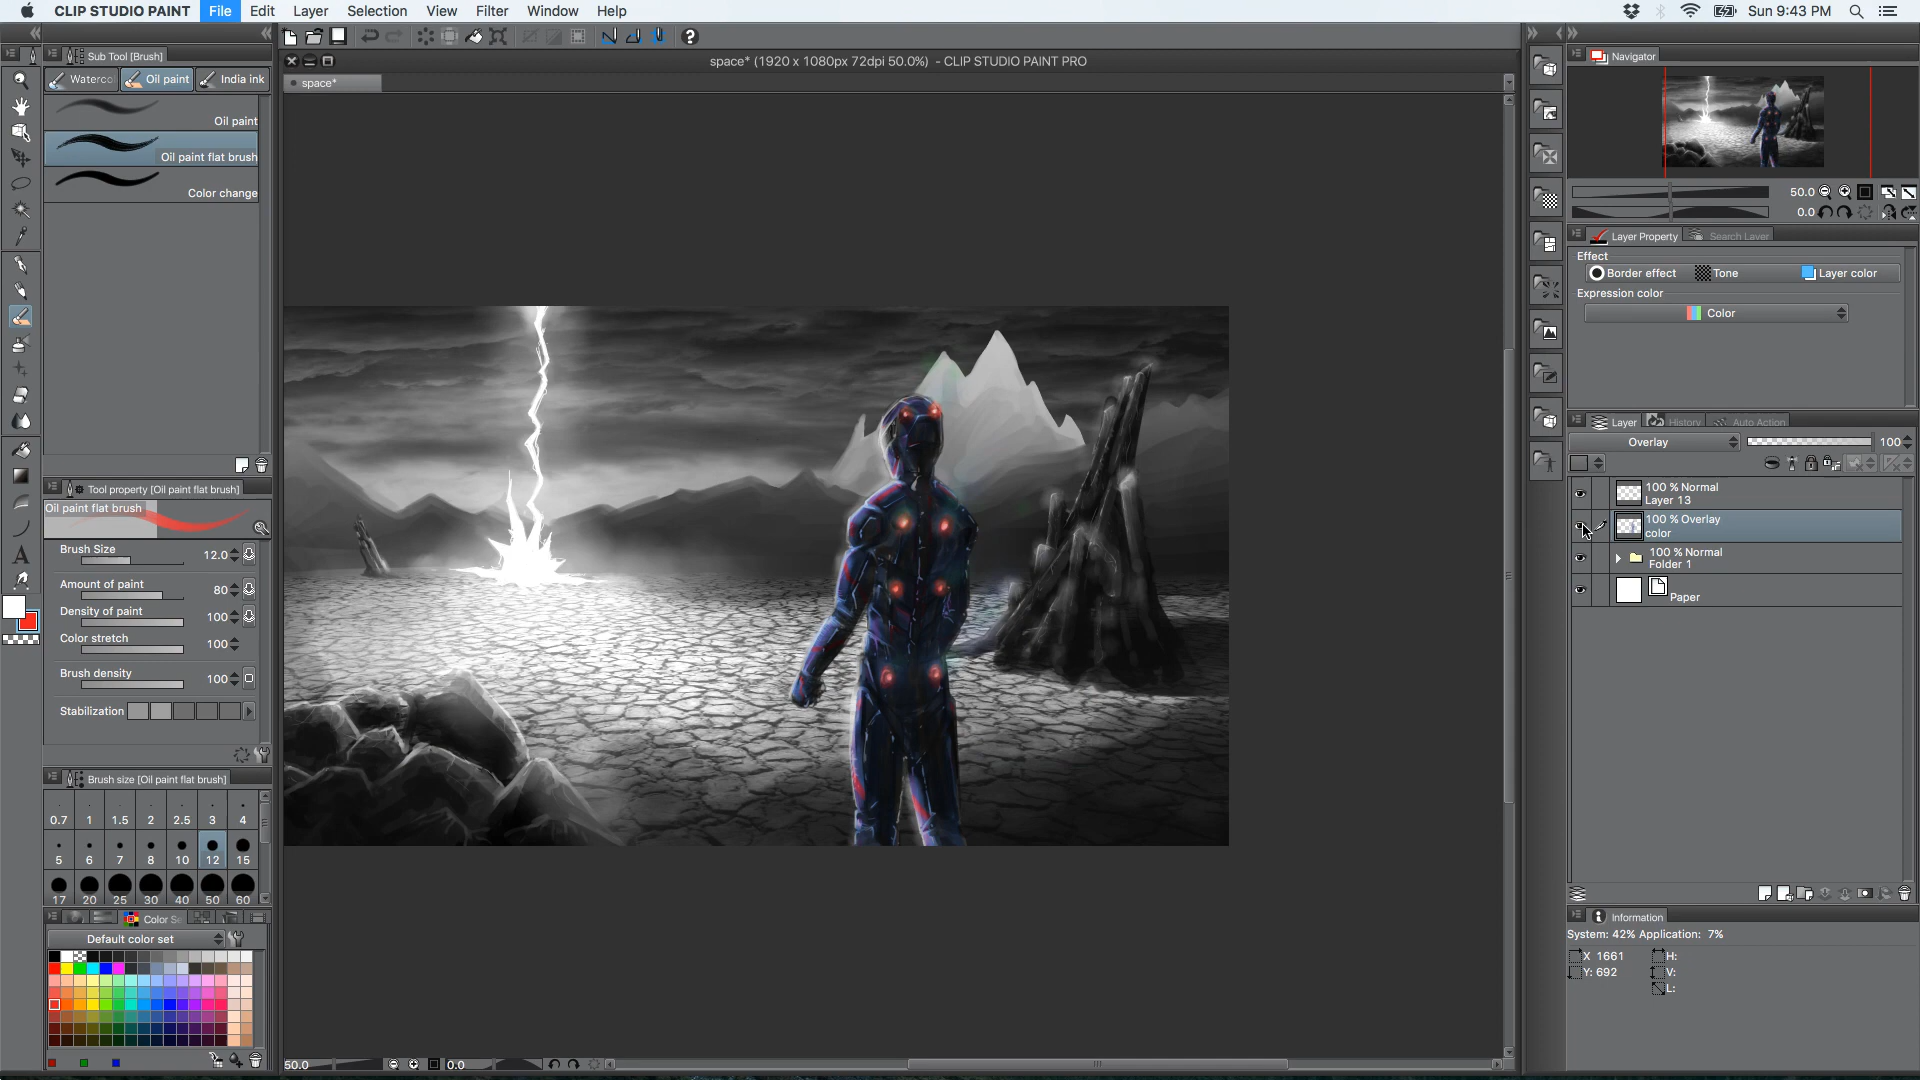 CLIP STUDIO PAINT File Edit Layer Selection View Filter Window Help Sun 9:43 PM
space* (1920 x 1080px 72dpi 50.0%) - CLIP STUDIO PAINT PRO
space*
Sub Tool [Brush]
Waterco Oil paint India ink
Oil paint
Oil paint flat brush
Color change
Tool property [Oil paint flat brush]
Oil paint flat brush
Brush Size 12.0
Amount of paint 80
Density of paint 100
Color stretch 100
Brush density 100
Stabilization
Brush size [Oil paint flat brush]
0.7 1 1.5 2 2.5 3 4
5 6 7 8 10 12 15
17 20 25 30 40 50 60
Color Se
Default color set
50.0 0.0
Navigator
50.0
0.0
Layer Property Search Layer
Effect
Border effect Tone Layer color
Expression color
Color
Layer History Auto Action
Overlay 100
100 % Normal
Layer 13
100 % Overlay
color
100 % Normal
Folder 1
Paper
Information
System: 42% Application: 7%
X 1661 H:
Y: 692 V:
L: